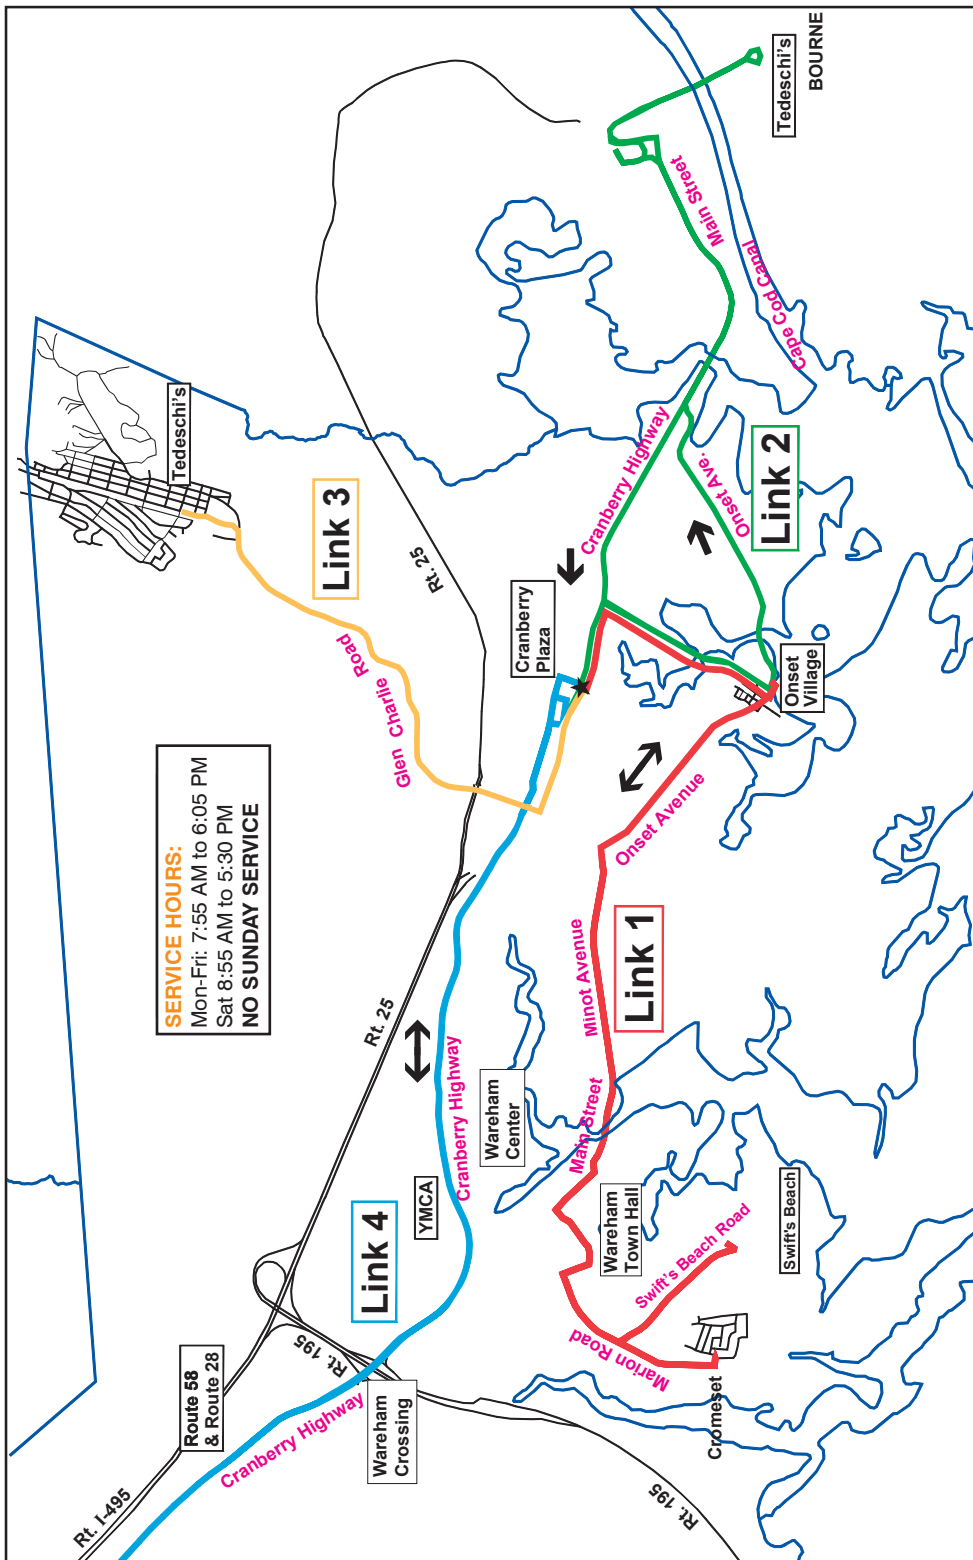 SERVICE HOURS:
Mon-Fri: 7:55 AM to 6:05 PM
Sat 8:55 AM to 5:30 PM
NO SUNDAY SERVICE
Rt. I-495
Route 58
& Route 28
Cranberry Highway
Rt. 195
Wareham
Crossing
Rt. 195
Link 4
YMCA
Cranberry Highway
Rt. 25
Wareham
Center
Glen Charlie Road
Link 3
Tedeschi's
Rt. 25
Cranberry
Plaza
Cranberry Highway
Main Street
Tedeschi's
BOURNE
Cape Cod Canal
Onset Ave.
Link 2
Onset
Village
Onset Avenue
Link 1
Minot Avenue
Main Street
Wareham
Town Hall
Swift's Beach Road
Swift's Beach
Marion Road
Cromeset